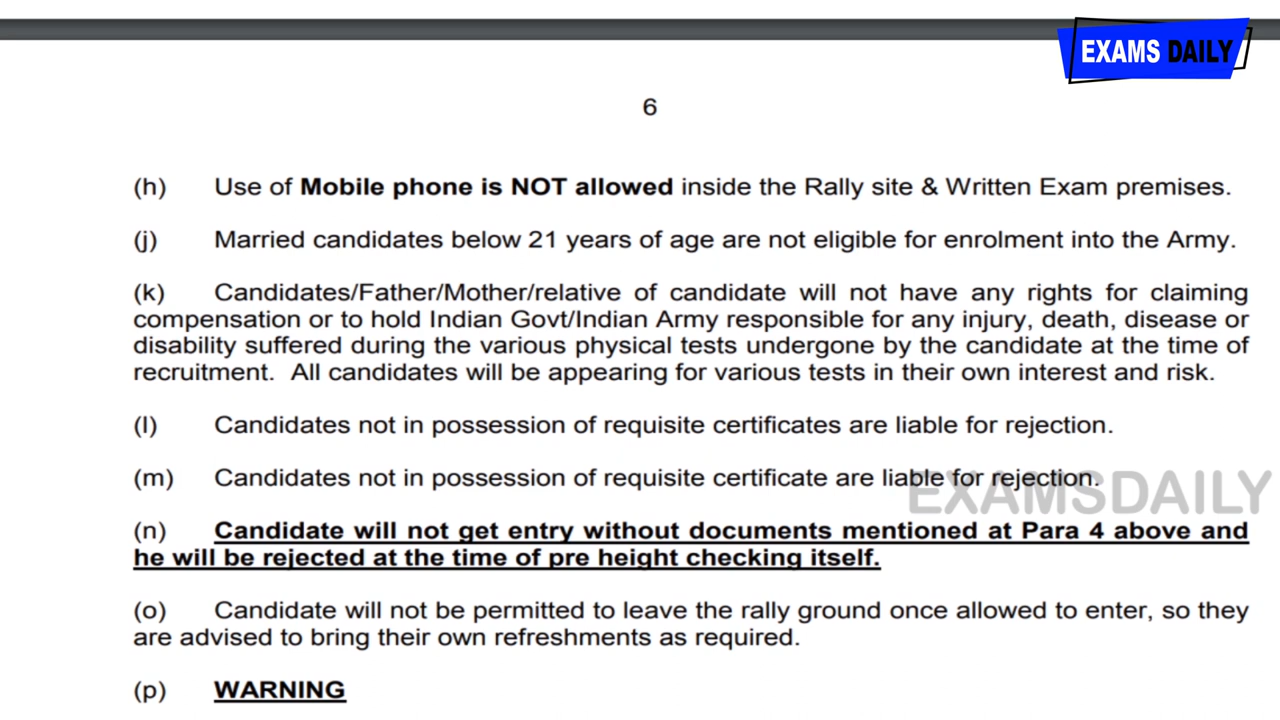 EXAMS DAILY
6
(h) Use of Mobile phone is NOT allowed inside the Rally site & Written Exam premises.
(j) Married candidates below 21 years of age are not eligible for enrolment into the Army.
(k) Candidates/Father/Mother/relative of candidate will not have any rights for claiming
compensation or to hold Indian Govt/Indian Army responsible for any injury, death, disease or
disability suffered during the various physical tests undergone by the candidate at the time of
recruitment. All candidates will be appearing for various tests in their own interest and risk.
(l) Candidates not in possession of requisite certificates are liable for rejection.
(m) Candidates not in possession of requisite certificate are liable for rejection.
EXAMSDAILY
(n) Candidate will not get entry without documents mentioned at Para 4 above and
he will be rejected at the time of pre height checking itself.
(o) Candidate will not be permitted to leave the rally ground once allowed to enter, so they
are advised to bring their own refreshments as required.
(p) WARNING